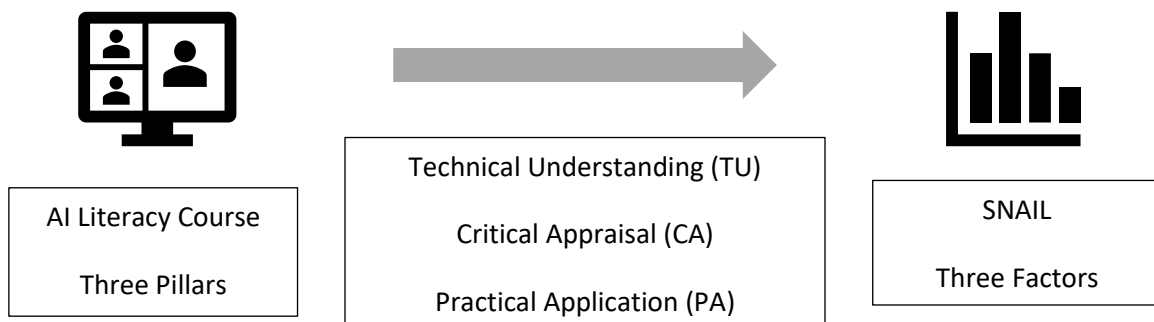 AI Literacy Course
Three Pillars
Technical Understanding (TU)
Critical Appraisal (CA)
Practical Application (PA)
SNAIL
Three Factors